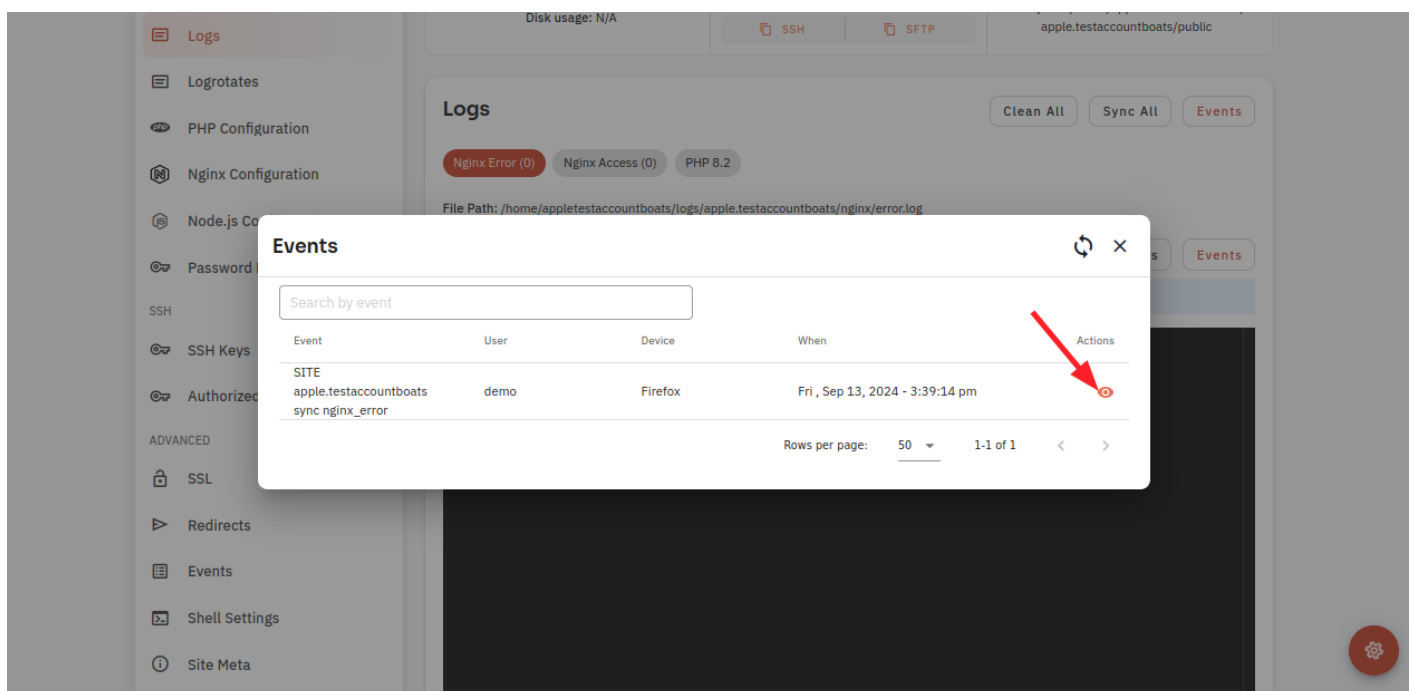 Disk usage: N/A
SSH
SFTP
apple.testaccountboats/public
Logs
Logrotates
PHP Configuration
Nginx Configuration
Node.js Co
Password
SSH
SSH Keys
Authorized
ADVANCED
SSL
Redirects
Events
Shell Settings
Site Meta
Logs
Clean All
Sync All
Events
Nginx Error (0)
Nginx Access (0)
PHP 8.2
File Path: /home/appletestaccountboats/logs/apple.testaccountboats/nginx/error.log
s
Events
Events
Search by event
Event
User
Device
When
Actions
SITE
apple.testaccountboats
sync nginx_error
demo
Firefox
Fri , Sep 13, 2024 - 3:39:14 pm
Rows per page:
50
1-1 of 1